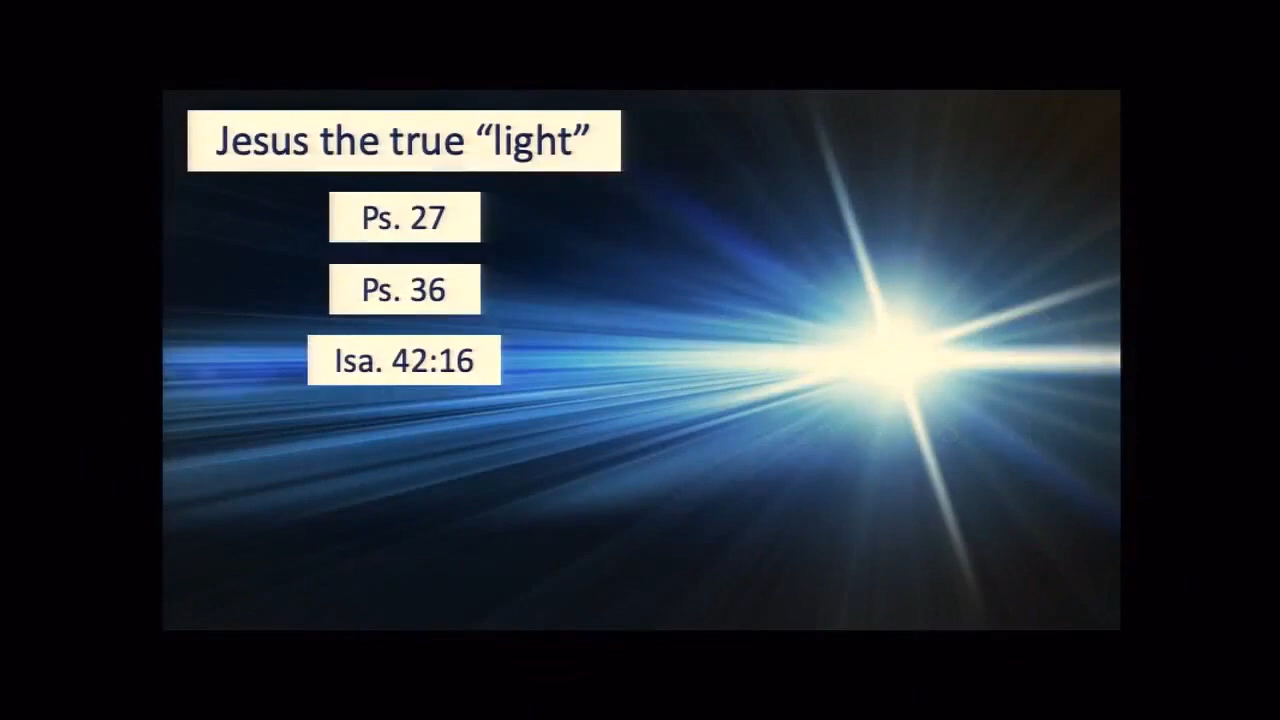 Jesus the true “light”
Ps. 27
Ps. 36
Isa. 42:16